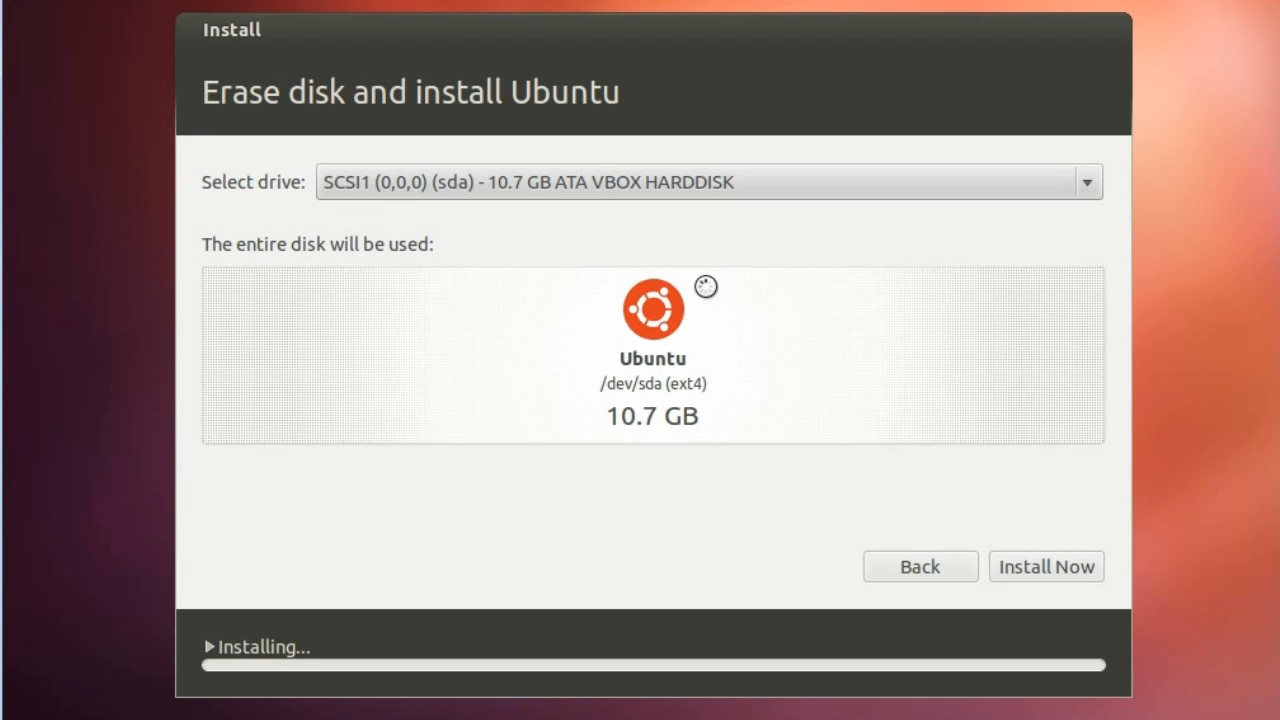 Install
Erase disk and install Ubuntu
Select drive: SCSI1 (0,0,0) (sda) - 10.7 GB ATA VBOX HARDDISK
The entire disk will be used:
Ubuntu
/dev/sda (ext4)
10.7 GB
Back Install Now
Installing...